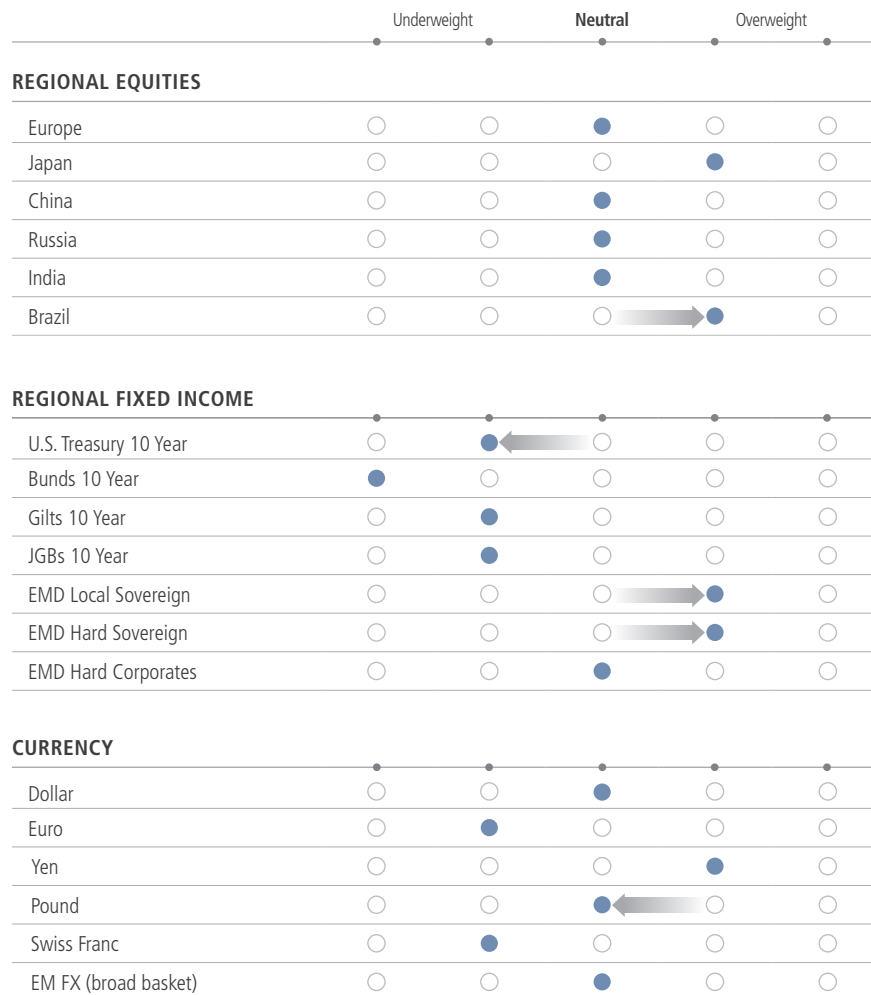 Underweight Neutral Overweight
REGIONAL EQUITIES
Europe
Japan
China
Russia
India
Brazil
REGIONAL FIXED INCOME
U.S. Treasury 10 Year
Bunds 10 Year
Gilts 10 Year
JGBs 10 Year
EMD Local Sovereign
EMD Hard Sovereign
EMD Hard Corporates
CURRENCY
Dollar
Euro
Yen
Pound
Swiss Franc
EM FX (broad basket)